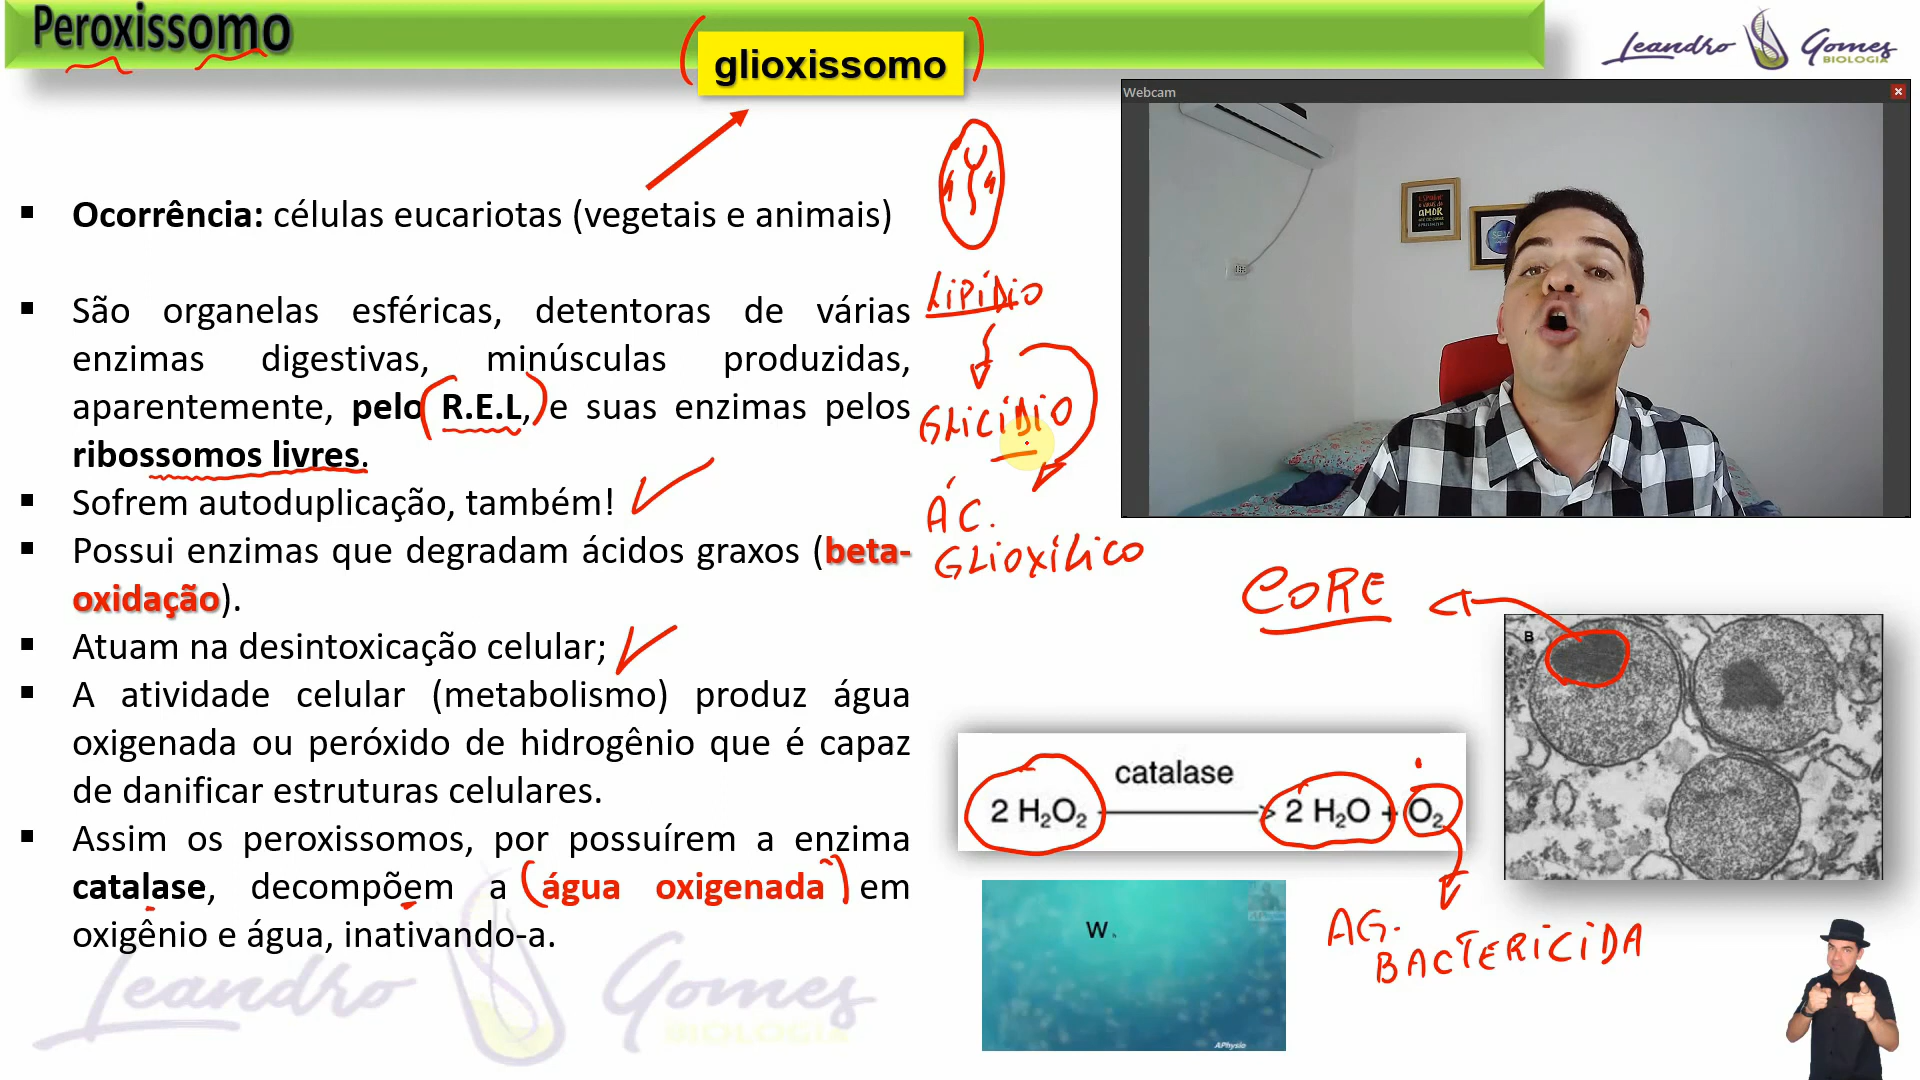 Peroxissomo
glioxissomo
Leandro Gomes
BIOLOGIA
Webcam
Ocorrência: células eucariotas (vegetais e animais)
São organelas esféricas, detentoras de várias
enzimas digestivas, minúsculas produzidas,
aparentemente, pelo R.E.L, e suas enzimas pelos
ribossomos livres.
Sofrem autoduplicação, também!
Possui enzimas que degradam ácidos graxos (beta-
oxidação).
Atuam na desintoxicação celular;
A atividade celular (metabolismo) produz água
oxigenada ou peróxido de hidrogênio que é capaz
de danificar estruturas celulares.
Assim os peroxissomos, por possuírem a enzima
catalase, decompõem a água oxigenada em
oxigênio e água, inativando-a.
LIPÍDIO
GLICÍDIO
ÁC.
GLIOXÍLICO
AMOR
CORE
B
catalase
2 H₂O₂ → 2 H₂O + O₂
W
APhysio
AG.
BACTERICIDA
Leandro Gomes
BIOLOGIA